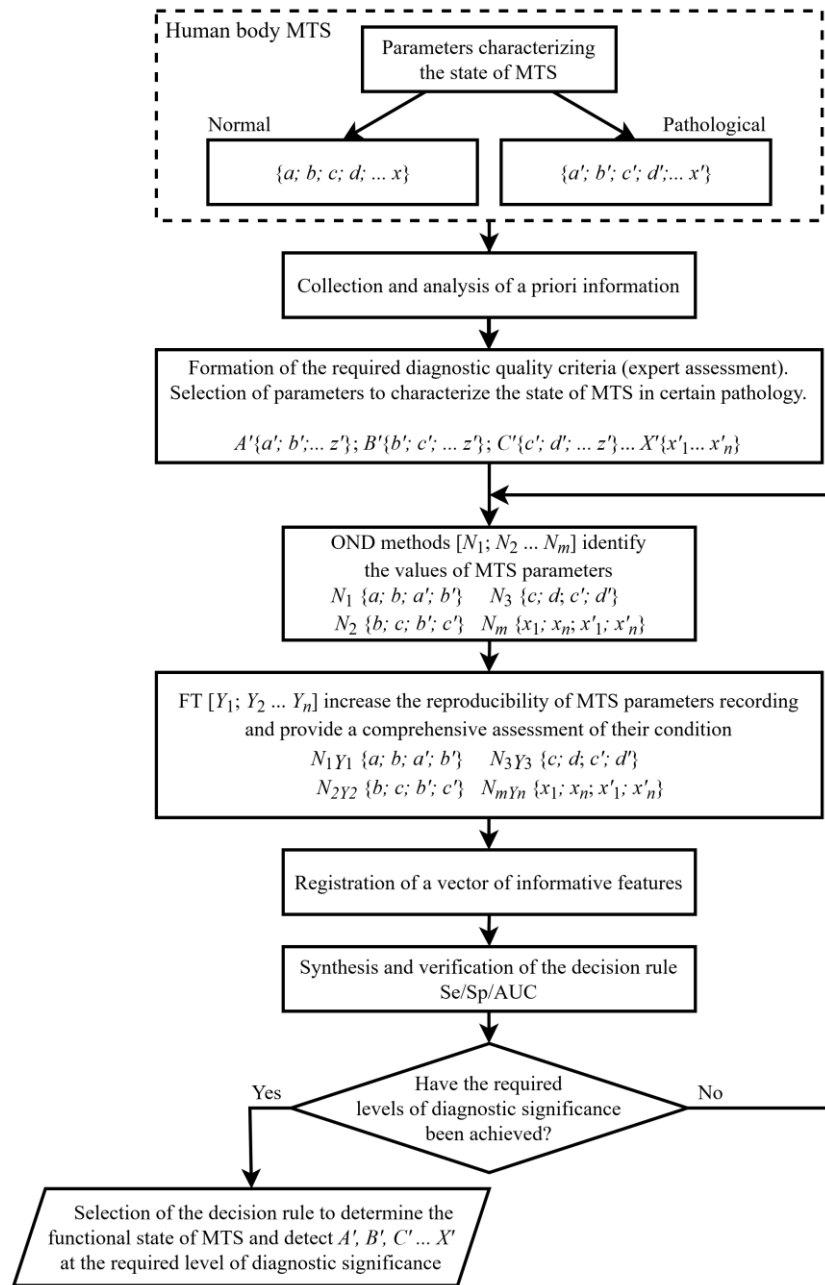 Human body MTS
Parameters characterizing
the state of MTS
Normal
Pathological
{a; b; c; d; ... x}
{a′; b′; c′; d′;... x′}
Collection and analysis of a priori information
Formation of the required diagnostic quality criteria (expert assessment).
Selection of parameters to characterize the state of MTS in certain pathology.
A′{a′; b′;... z′}; B′{b′; c′; ... z′}; C′{c′; d′; ... z′}... X′{x′₁... x′ₙ}
OND methods [N₁; N₂ ... Nₘ] identify
the values of MTS parameters
N₁ {a; b; a′; b′} N₃ {c; d; c′; d′}
N₂ {b; c; b′; c′} Nₘ {x₁; xₙ; x′₁; x′ₙ}
FT [Y₁; Y₂ ... Yₙ] increase the reproducibility of MTS parameters recording
and provide a comprehensive assessment of their condition
N₁Y₁ {a; b; a′; b′} N₃Y₃ {c; d; c′; d′}
N₂Y₂ {b; c; b′; c′} NₘYₙ {x₁; xₙ; x′₁; x′ₙ}
Registration of a vector of informative features
Synthesis and verification of the decision rule
Se/Sp/AUC
Have the required
levels of diagnostic significance
been achieved?
Yes
No
Selection of the decision rule to determine the
functional state of MTS and detect A′, B′, C′ ... X′
at the required level of diagnostic significance